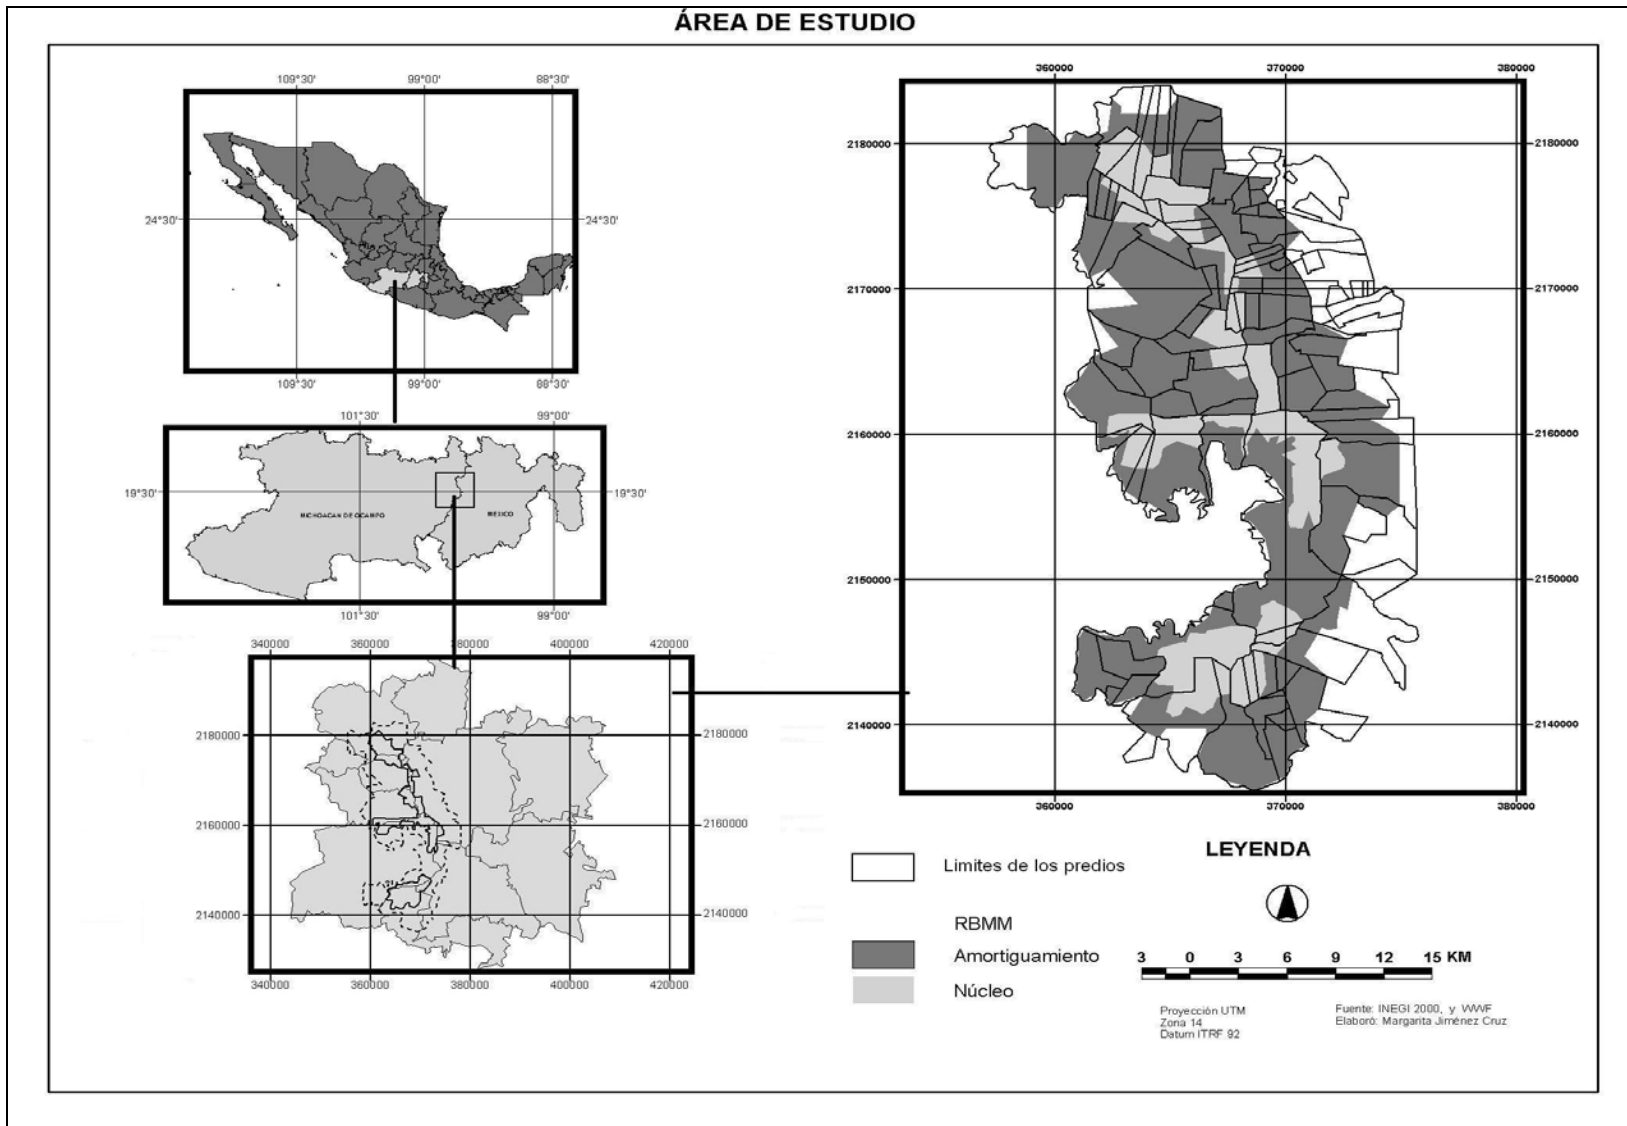 ÁREA DE ESTUDIO
109°30' 99°00' 88°30'
24°30' 24°30'
109°30' 99°00' 88°30'
101°30' 99°00'
19°30' 19°30'
MICHOACAN DE OCAMPO MEXICO
101°30' 99°00'
340000 360000 380000 400000 420000
2180000 2180000
2160000 2160000
2140000 2140000
340000 360000 380000 400000 420000
360000 370000 380000
2180000 2180000
2170000 2170000
2160000 2160000
2150000 2150000
2140000 2140000
360000 370000 380000
LEYENDA
Limites de los predios
RBMM
Amortiguamiento
Núcleo
3 0 3 6 9 12 15 KM
Proyección UTM
Zona 14
Datum ITRF 92
Fuente: INEGI 2000, y WWF
Elaboró: Margarita Jiménez Cruz